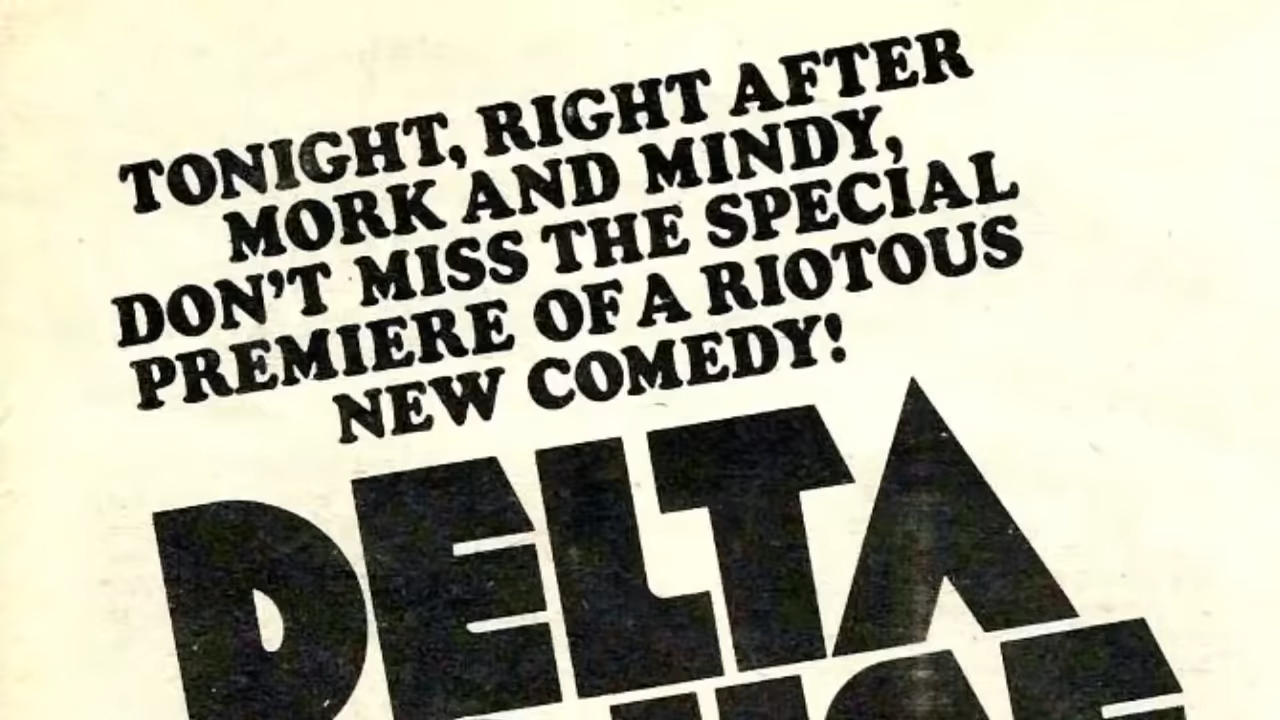 TONIGHT, RIGHT AFTER
MORK AND MINDY,
DON'T MISS THE SPECIAL
PREMIERE OF A RIOTOUS
NEW COMEDY!
DELTA